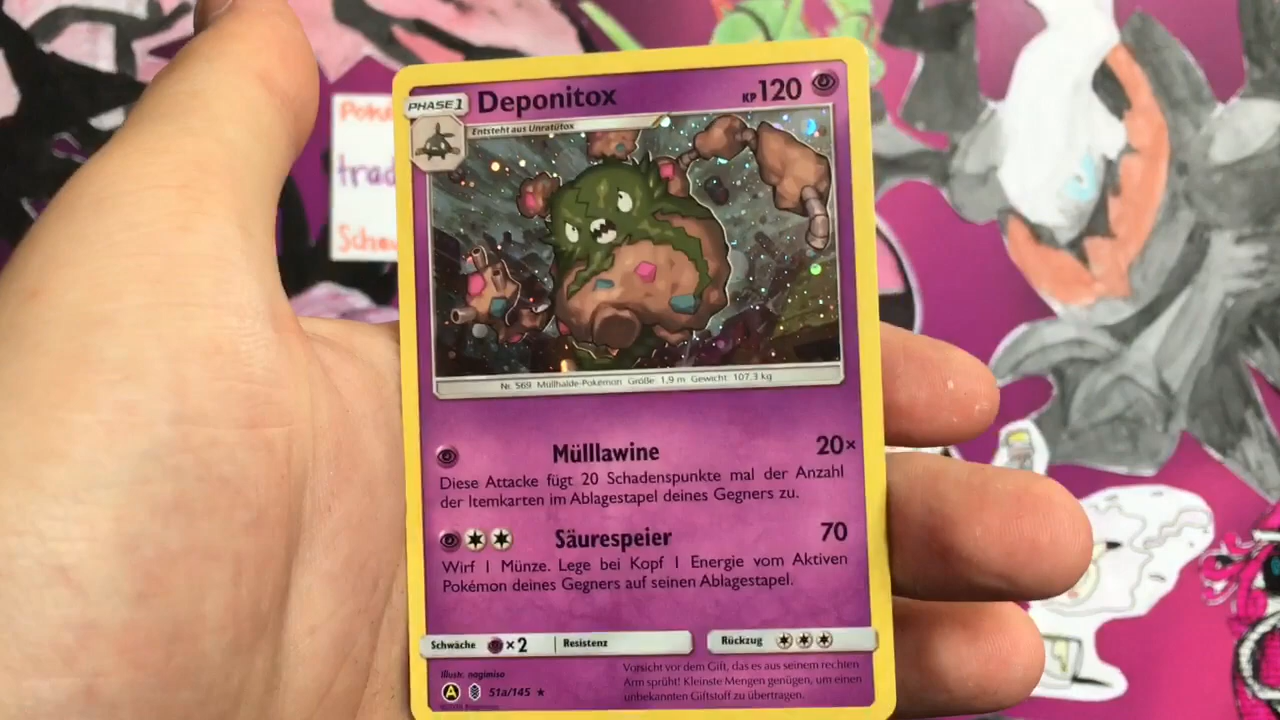 PHASE 1 Deponitox KP 120
Entsteht aus Unratütox
Nr. 569 Müllhalde-Pokémon Größe: 1,9 m Gewicht: 107,3 kg
Mülllawine 20×
Diese Attacke fügt 20 Schadenspunkte mal der Anzahl
der Itemkarten im Ablagestapel deines Gegners zu.
Säurespeier 70
Wirf 1 Münze. Lege bei Kopf 1 Energie vom Aktiven
Pokémon deines Gegners auf seinen Ablagestapel.
Schwäche ×2 Resistenz Rückzug
Illustr. nagimiso
Vorsicht vor dem Gift, das es aus seinem rechten
Arm sprüht! Kleinste Mengen genügen, um einen
unbekannten Giftstoff zu übertragen.
A 51a/145
Poké
trad